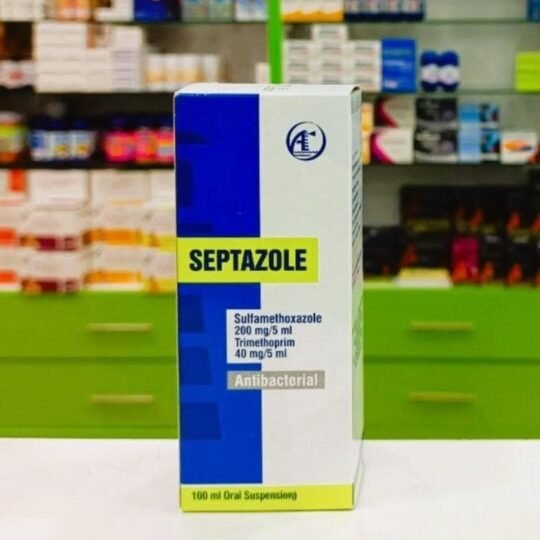 SEPTAZOLE
Sulfamethoxazole
200 mg/5 ml
Trimethoprim
40 mg/5 ml
Antibacterial
100 ml Oral Suspension)